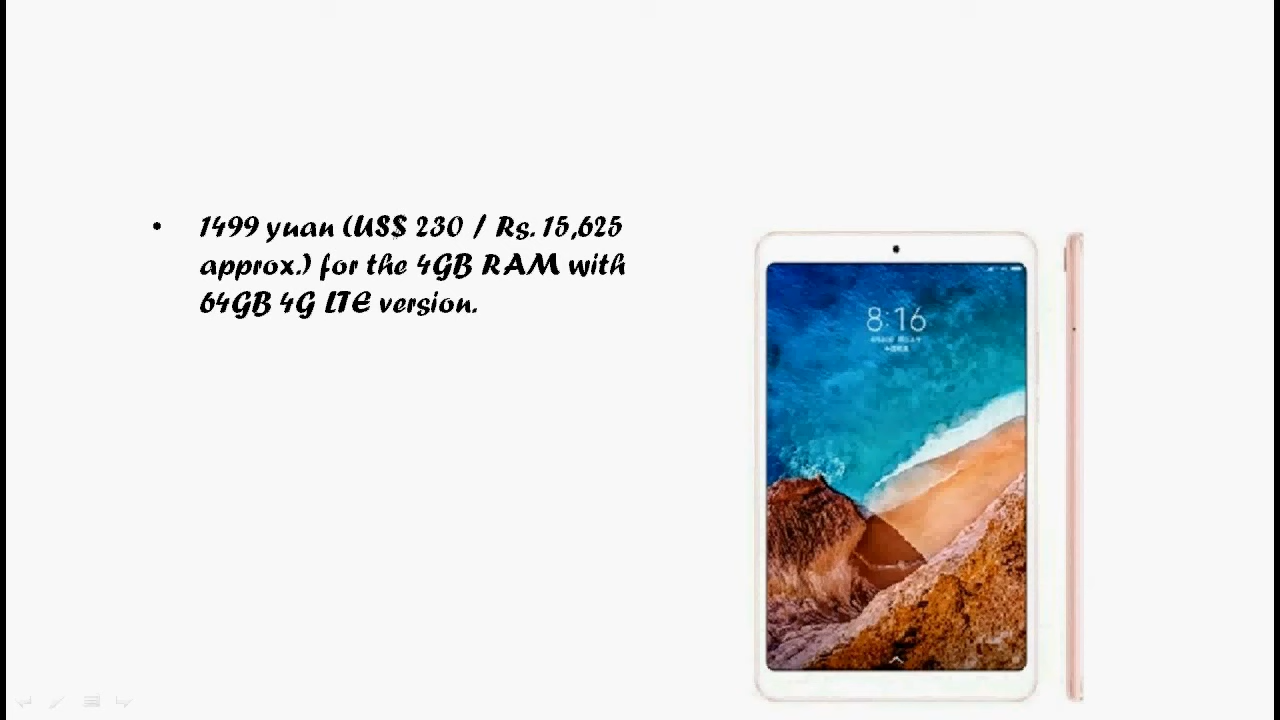 • 1499 yuan (US$ 230 / Rs. 15,625
approx.) for the 4GB RAM with
64GB 4G LTE version.
8:16